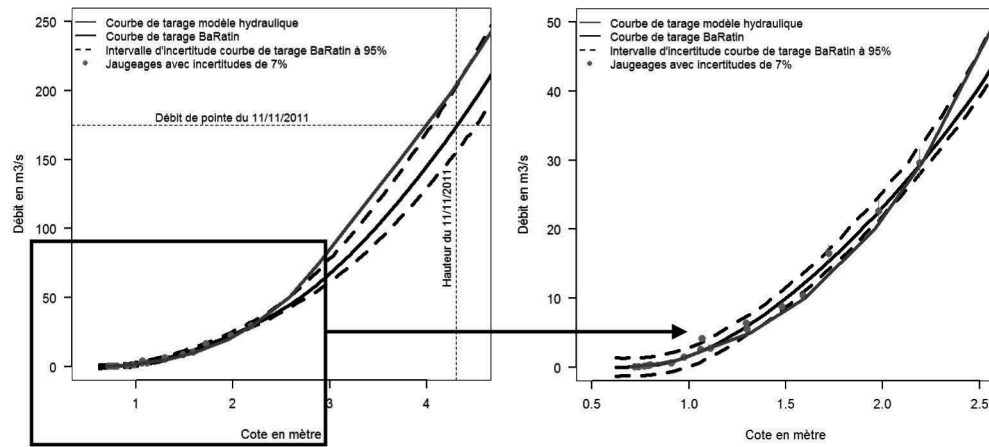 Courbe de tarage modèle hydraulique
Courbe de tarage BaRatin
Intervalle d'incertitude courbe de tarage BaRatin à 95%
Jaugeages avec incertitudes de 7%
Débit de pointe du 11/11/2011
Hauteur du 11/11/2011
Débit en m3/s
250
200
150
100
50
0
1
2
3
4
Cote en mètre
Courbe de tarage modèle hydraulique
Courbe de tarage BaRatin
Intervalle d'incertitude courbe de tarage BaRatin à 95%
Jaugeages avec incertitudes de 7%
Débit en m3/s
50
40
30
20
10
0
0.5
1.0
1.5
2.0
2.5
Cote en mètre